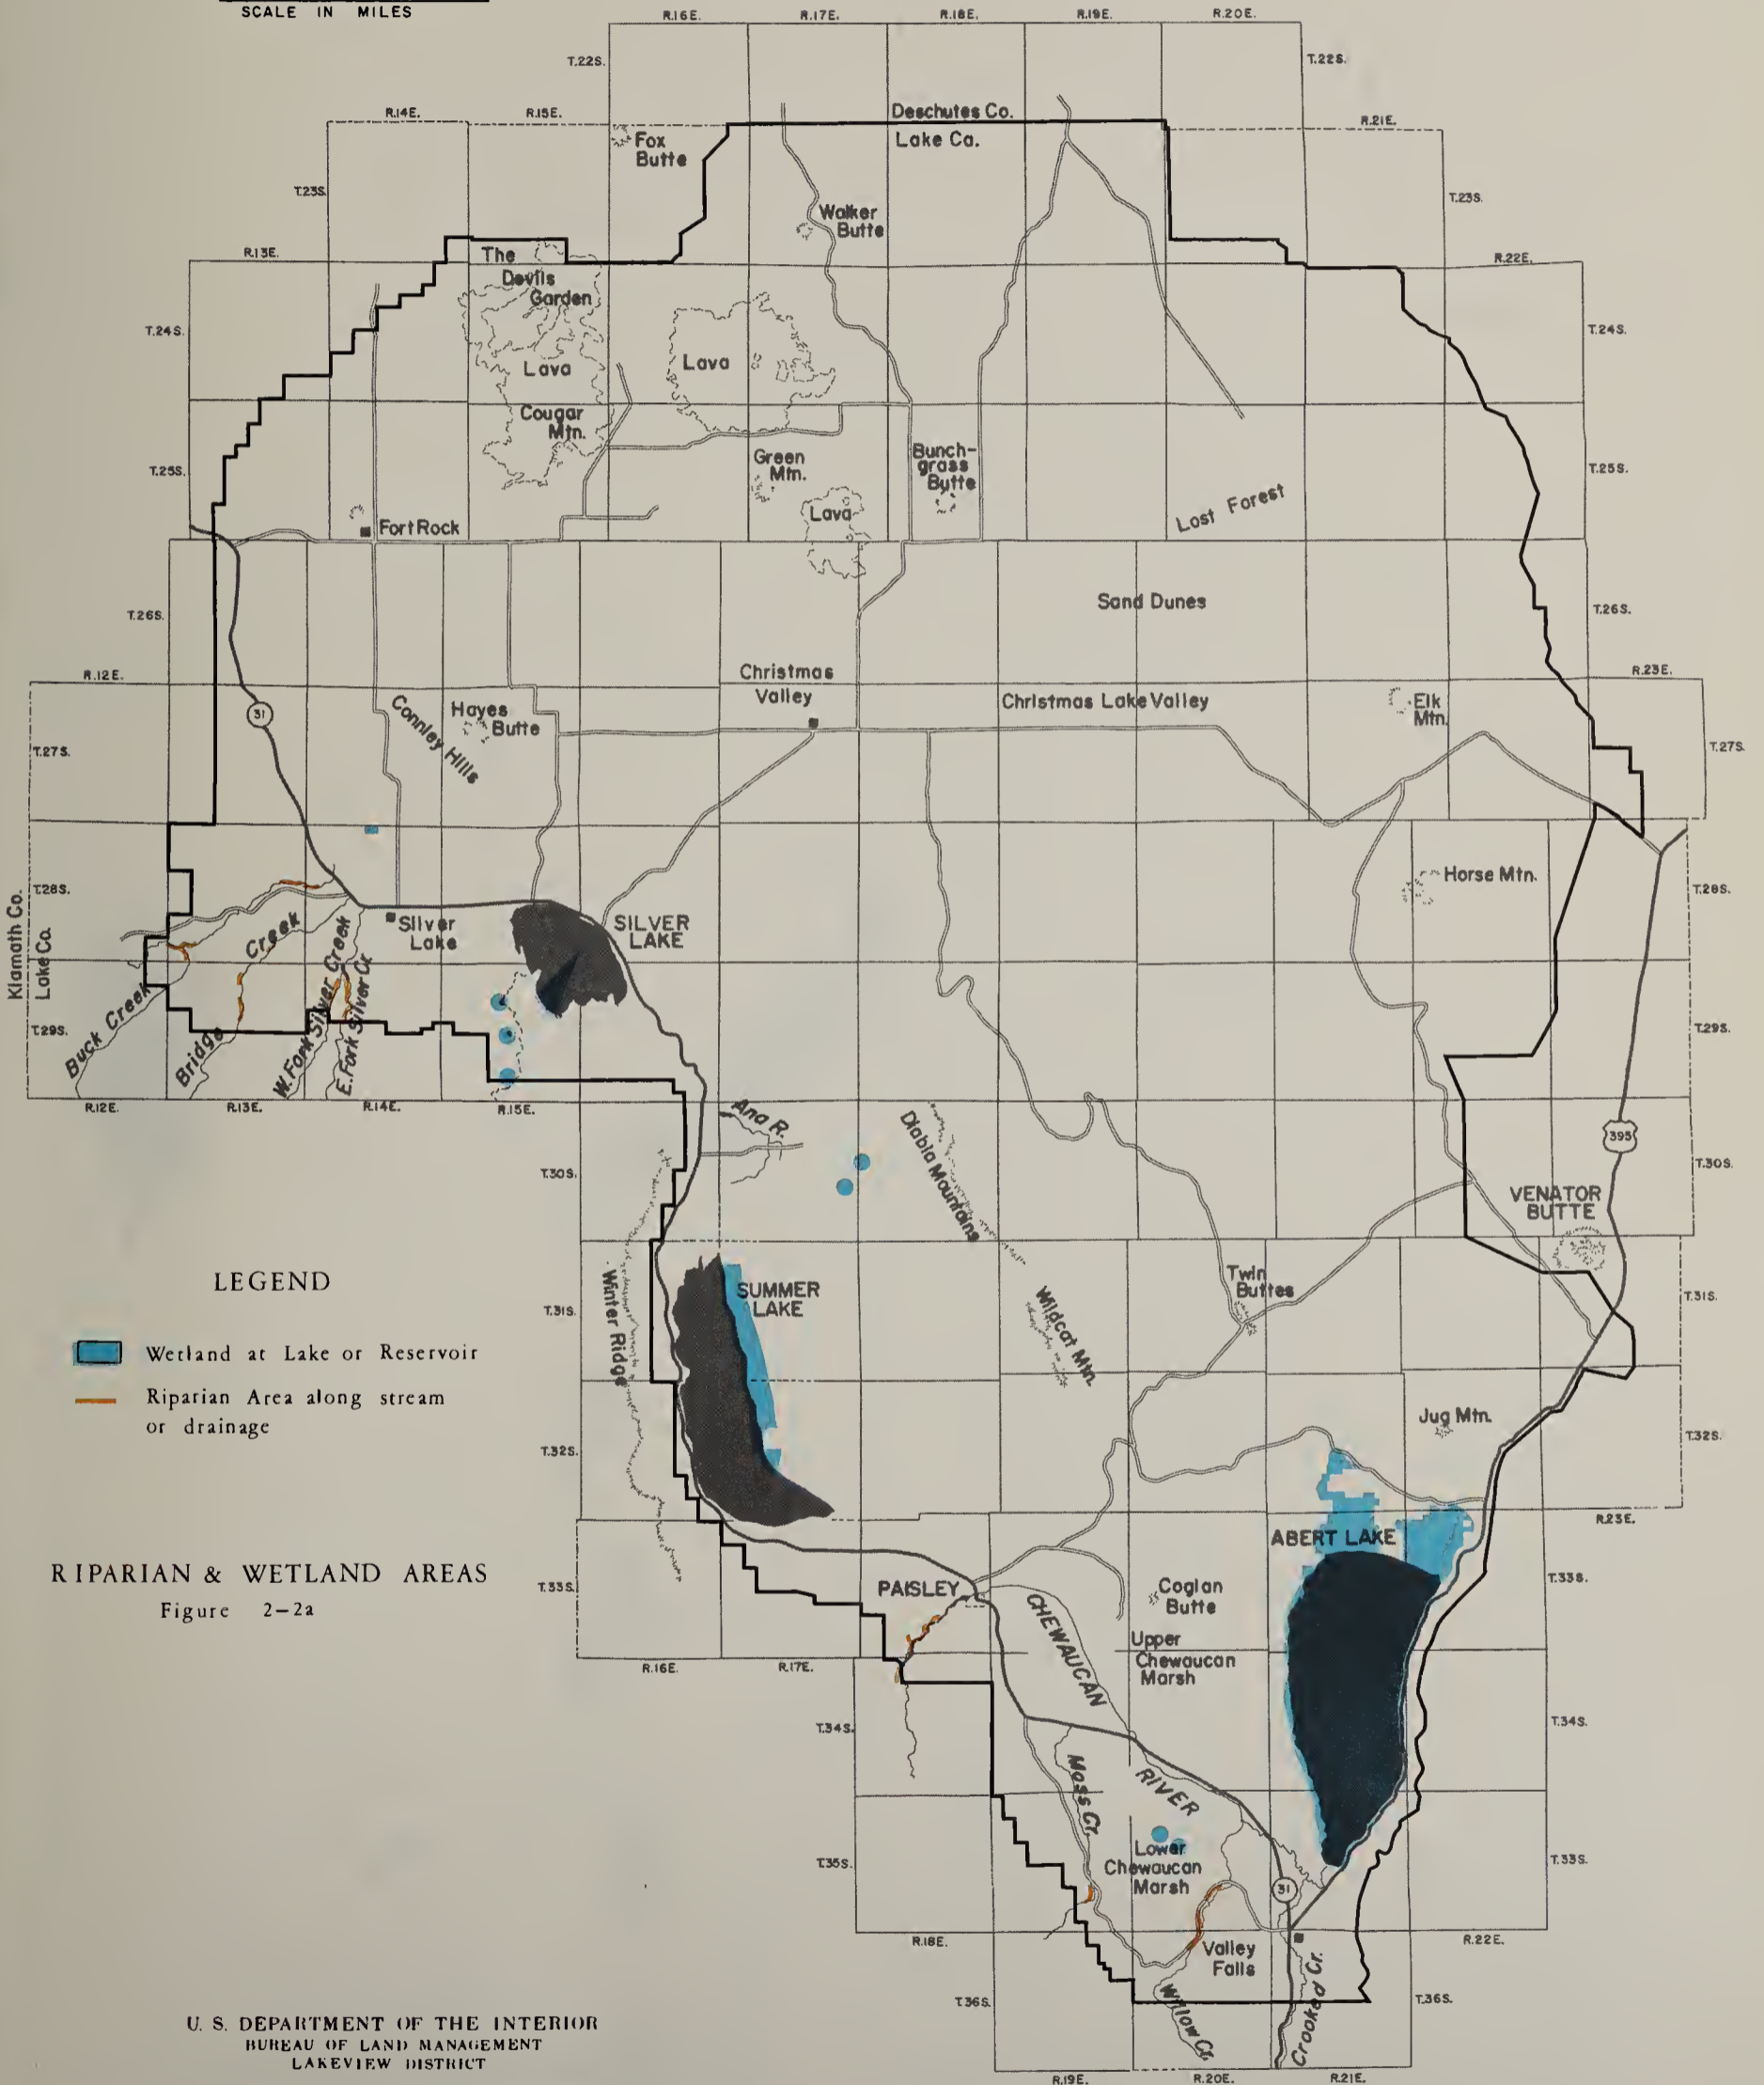 SCALE IN MILES
R.16E.
R.17E.
R.18E.
R.19E.
R.20E.
T.22S.
T.22S.
R.14E.
R.15E.
Deschutes Co.
Lake Co.
R.21E.
Fox
Butte
T.23S.
T.23S.
Walker
Butte
R.13E.
The
Devils
Garden
R.22E.
T.24S.
T.24S.
Lava
Lava
Cougar
Mtn.
T.25S.
Green
Mtn.
Bunch-
grass
Butte
T.25S.
Lava
Lost Forest
Fort Rock
T.26S.
Sand Dunes
T.26S.
R.12E.
Christmas
Valley
Christmas Lake Valley
R.23E.
Elk
Mtn.
31
Connley Hills
Hayes
Butte
T.27S.
T.27S.
Klamath Co.
Lake Co.
T.28S.
Horse Mtn.
T.28S.
Silver
Lake
SILVER
LAKE
Buck Creek
Bridge Creek
W. Fork Silver Creek
E. Fork Silver Cr.
T.29S.
T.29S.
R.12E.
R.13E.
R.14E.
R.15E.
Ana R.
395
T.30S.
Diablo Mountains
T.30S.
VENATOR
BUTTE
LEGEND
Wetland at Lake or Reservoir
Riparian Area along stream
or drainage
Winter Ridge
T.31S.
SUMMER
LAKE
Wildcat Mtn.
Twin
Buttes
T.31S.
Jug Mtn.
T.32S.
T.32S.
R.23E.
ABERT LAKE
RIPARIAN & WETLAND AREAS
Figure 2-2a
T.33S.
PAISLEY
Coglan
Butte
T.33S.
CHEWAUCAN
RIVER
Upper
Chewaucan
Marsh
R.16E.
R.17E.
T.34S.
T.34S.
Moss Cr.
T.35S.
Lower
Chewaucan
Marsh
T.33S.
31
R.18E.
Valley
Falls
R.22E.
T.36S.
Willow Cr.
Crooked Cr.
T.36S.
R.19E.
R.20E.
R.21E.
U. S. DEPARTMENT OF THE INTERIOR
BUREAU OF LAND MANAGEMENT
LAKEVIEW DISTRICT